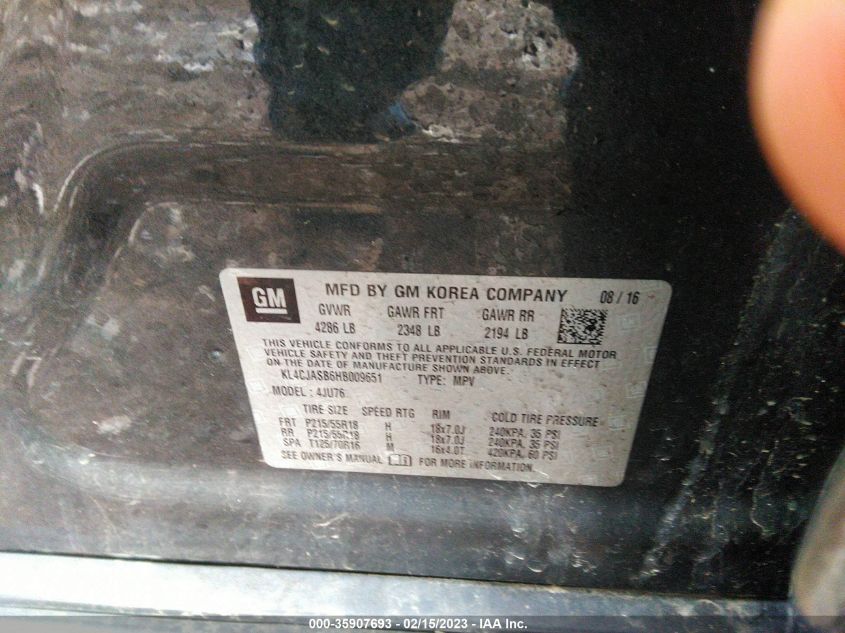 GM
MFD BY GM KOREA COMPANY 08 / 16
GVWR GAWR FRT GAWR RR
4286 LB 2348 LB 2194 LB
THIS VEHICLE CONFORMS TO ALL APPLICABLE U.S. FEDERAL MOTOR
VEHICLE SAFETY AND THEFT PREVENTION STANDARDS IN EFFECT
ON THE DATE OF MANUFACTURE SHOWN ABOVE.
KL4CJASB6HB009651 TYPE: MPV
MODEL: 4JU76
TIRE SIZE SPEED RTG RIM COLD TIRE PRESSURE
FRT P215/55R18 H 18x7.0J 240KPA, 35 PSI
RR P215/55R18 H 18x7.0J 240KPA, 35 PSI
SPA T125/70R16 M 16x4.0T 420KPA, 60 PSI
SEE OWNER'S MANUAL FOR MORE INFORMATION.
000-35907693 - 02/15/2023 - IAA Inc.